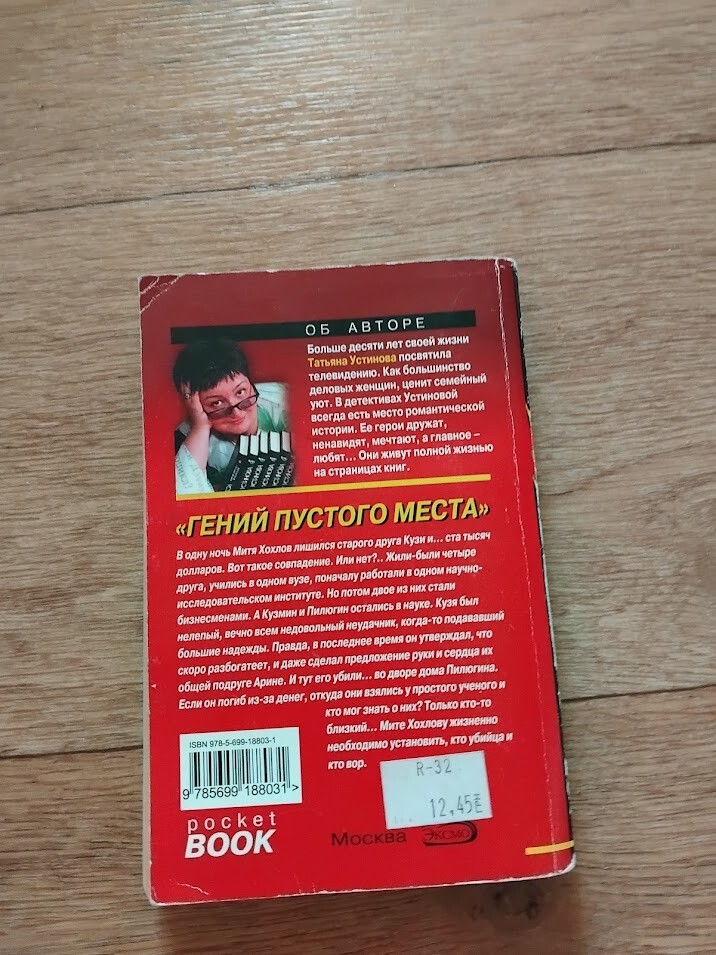 ОБ АВТОРЕ
Больше десяти лет своей жизни
Татьяна Устинова посвятила
телевидению. Как большинство
деловых женщин, ценит семейный
уют. В детективах Устиновой
всегда есть место романтической
истории. Ее герои дружат,
ненавидят, мечтают, а главное –
любят... Они живут полной жизнью
на страницах книг.
«ГЕНИЙ ПУСТОГО МЕСТА»
В одну ночь Митя Хохлов лишился старого друга Кузи и... ста тысяч
долларов. Вот такое совпадение. Или нет?.. Жили-были четыре
друга, учились в одном вузе, поначалу работали в одном научно-
исследовательском институте. Но потом двое из них стали
бизнесменами. А Кузмин и Пилюгин остались в науке. Кузя был
нелепый, вечно всем недовольный неудачник, когда-то подававший
большие надежды. Правда, в последнее время он утверждал, что
скоро разбогатеет, и даже сделал предложение руки и сердца их
общей подруге Арине. И тут его убили... во дворе дома Пилюгина.
Если он погиб из-за денег, откуда они взялись у простого ученого и
кто мог знать о них? Только кто-то
близкий... Мите Хохлову жизненно
необходимо установить, кто убийца и
кто вор.
ISBN 978-5-699-18803-1
9 785699 188031 >
R-32
12,45
pocket
BOOK
Москва ЭКСМО